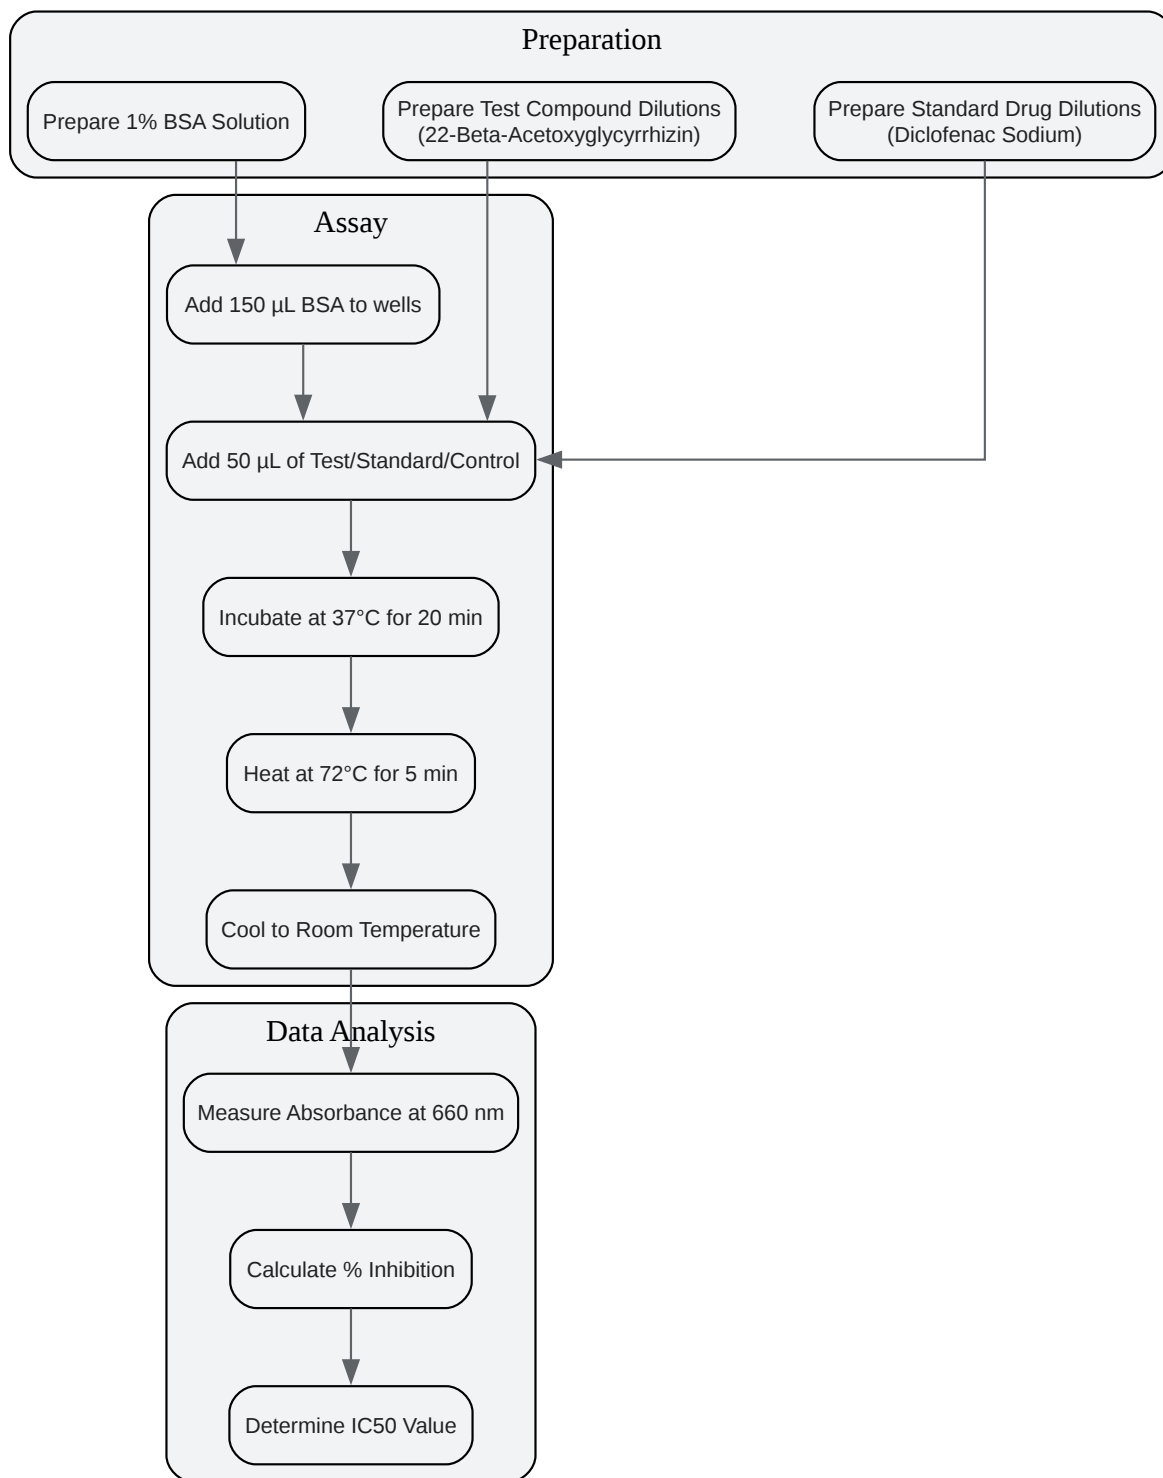 Preparation
Prepare 1% BSA Solution
Prepare Test Compound Dilutions
(22-Beta-Acetoxyglycyrrhizin)
Prepare Standard Drug Dilutions
(Diclofenac Sodium)
Assay
Add 150 µL BSA to wells
Add 50 µL of Test/Standard/Control
Incubate at 37°C for 20 min
Heat at 72°C for 5 min
Cool to Room Temperature
Data Analysis
Measure Absorbance at 660 nm
Calculate % Inhibition
Determine IC50 Value